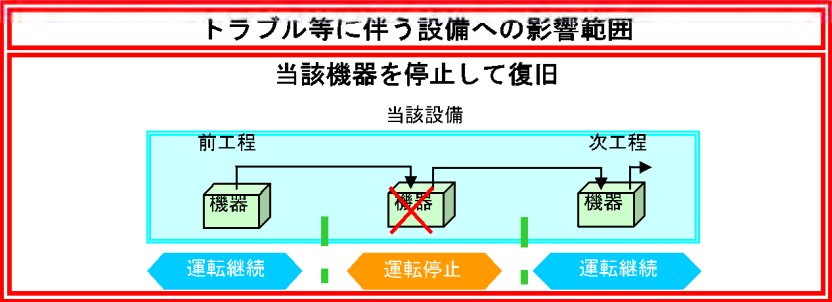 トラブル等に伴う設備への影響範囲
当該機器を停止して復旧
当該設備
前工程
次工程
機器
機器
機器
運転継続
運転停止
運転継続